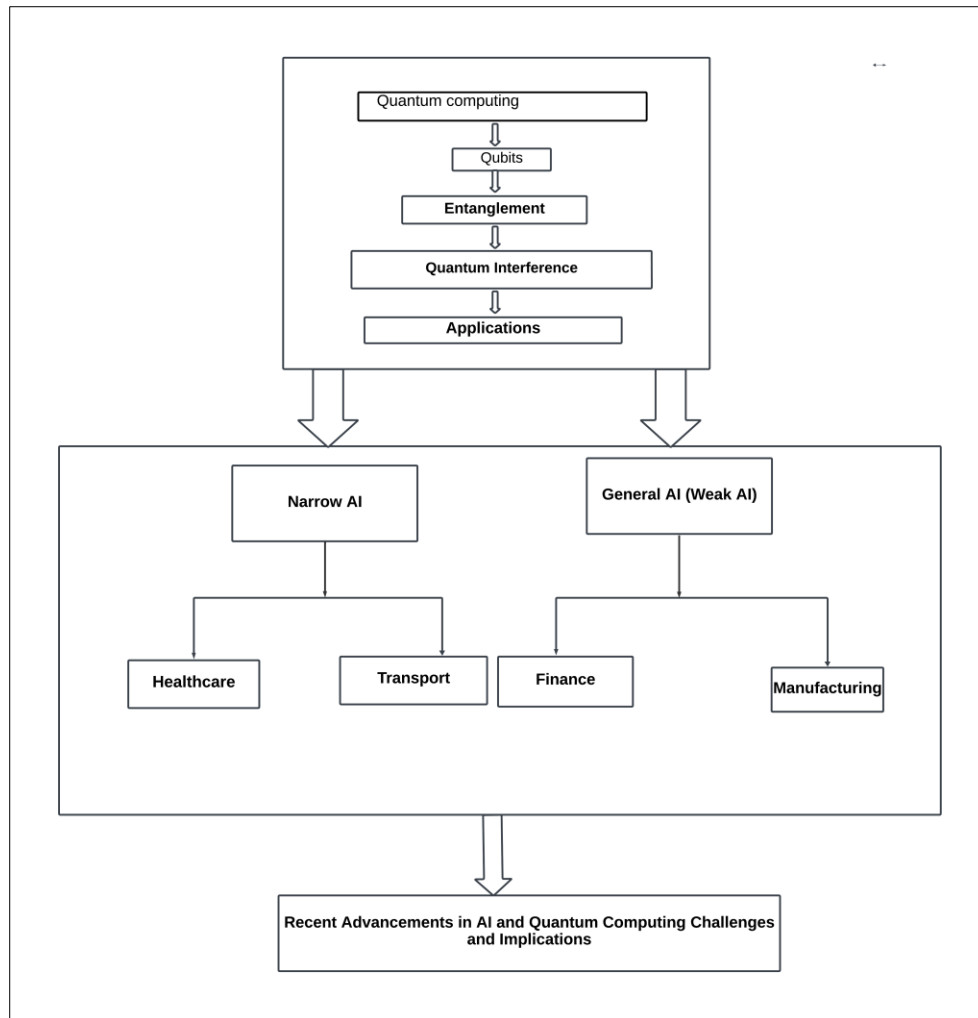 Quantum computing
Qubits
Entanglement
Quantum Interference
Applications
Narrow AI
General AI (Weak AI)
Healthcare
Transport
Finance
Manufacturing
Recent Advancements in AI and Quantum Computing Challenges
and Implications